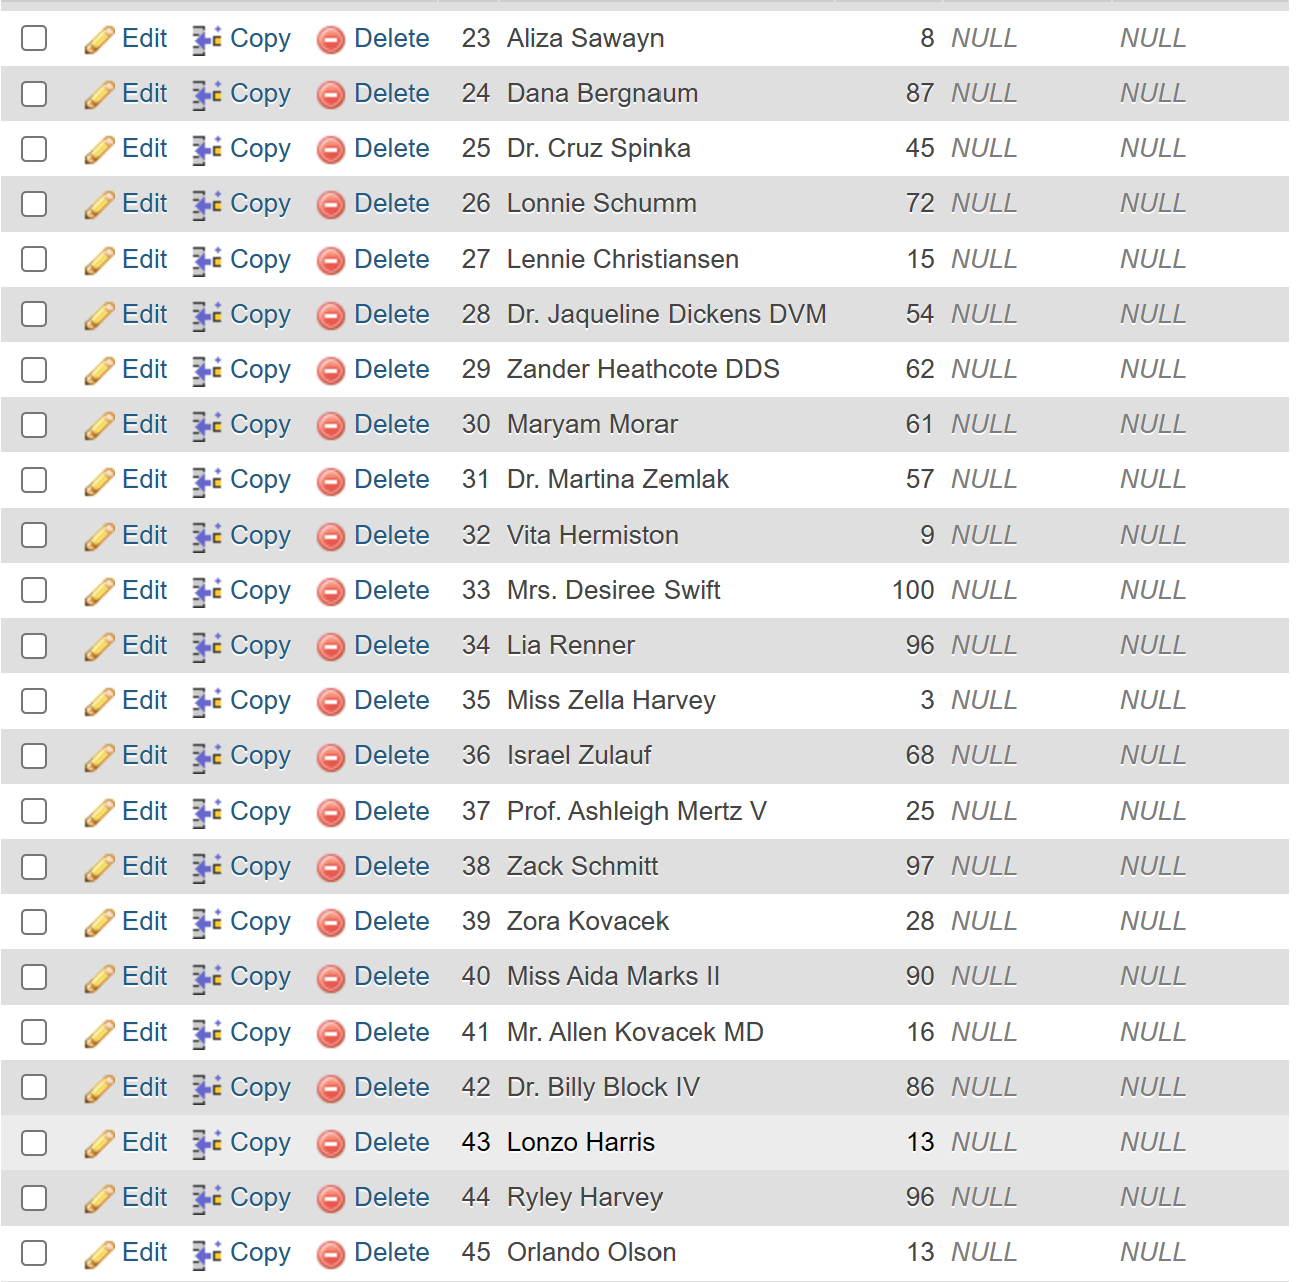 Edit Copy Delete 23 Aliza Sawayn 8 NULL NULL
Edit Copy Delete 24 Dana Bergnaum 87 NULL NULL
Edit Copy Delete 25 Dr. Cruz Spinka 45 NULL NULL
Edit Copy Delete 26 Lonnie Schumm 72 NULL NULL
Edit Copy Delete 27 Lennie Christiansen 15 NULL NULL
Edit Copy Delete 28 Dr. Jaqueline Dickens DVM 54 NULL NULL
Edit Copy Delete 29 Zander Heathcote DDS 62 NULL NULL
Edit Copy Delete 30 Maryam Morar 61 NULL NULL
Edit Copy Delete 31 Dr. Martina Zemlak 57 NULL NULL
Edit Copy Delete 32 Vita Hermiston 9 NULL NULL
Edit Copy Delete 33 Mrs. Desiree Swift 100 NULL NULL
Edit Copy Delete 34 Lia Renner 96 NULL NULL
Edit Copy Delete 35 Miss Zella Harvey 3 NULL NULL
Edit Copy Delete 36 Israel Zulauf 68 NULL NULL
Edit Copy Delete 37 Prof. Ashleigh Mertz V 25 NULL NULL
Edit Copy Delete 38 Zack Schmitt 97 NULL NULL
Edit Copy Delete 39 Zora Kovacek 28 NULL NULL
Edit Copy Delete 40 Miss Aida Marks II 90 NULL NULL
Edit Copy Delete 41 Mr. Allen Kovacek MD 16 NULL NULL
Edit Copy Delete 42 Dr. Billy Block IV 86 NULL NULL
Edit Copy Delete 43 Lonzo Harris 13 NULL NULL
Edit Copy Delete 44 Ryley Harvey 96 NULL NULL
Edit Copy Delete 45 Orlando Olson 13 NULL NULL